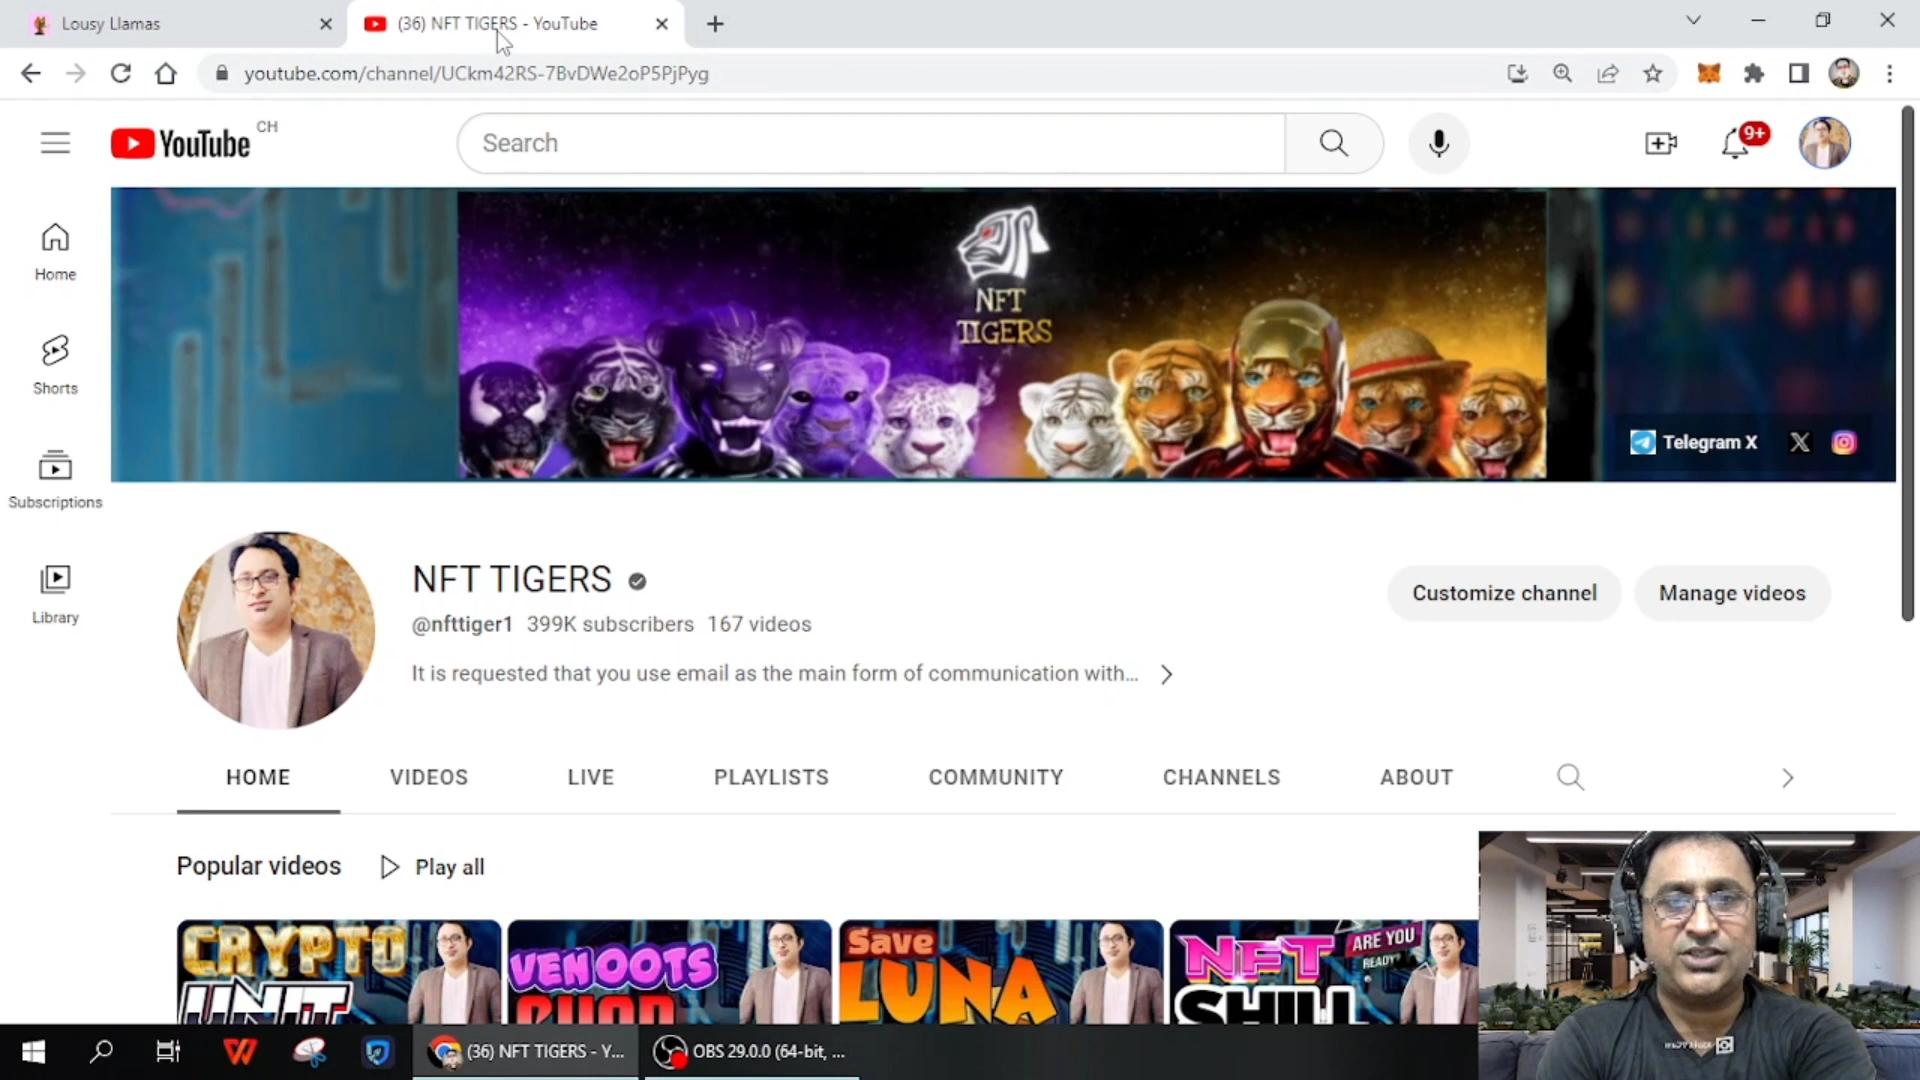 Lousy Llamas
(36) NFT TIGERS - YouTube
youtube.com/channel/UCkm42RS-7BvDWe2oP5PjPyg
YouTube CH
Search
9+
Home
Shorts
Subscriptions
Library
NFT
TIGERS
Telegram X
NFT TIGERS
@nfttiger1 399K subscribers 167 videos
It is requested that you use email as the main form of communication with...
Customize channel
Manage videos
HOME VIDEOS LIVE PLAYLISTS COMMUNITY CHANNELS ABOUT
Popular videos
Play all
CRYPTO
UNIT
VENOOTS
Save
LUNA
NFT
ARE YOU
READY?
SHILL
(36) NFT TIGERS - Y...
OBS 29.0.0 (64-bit, ...